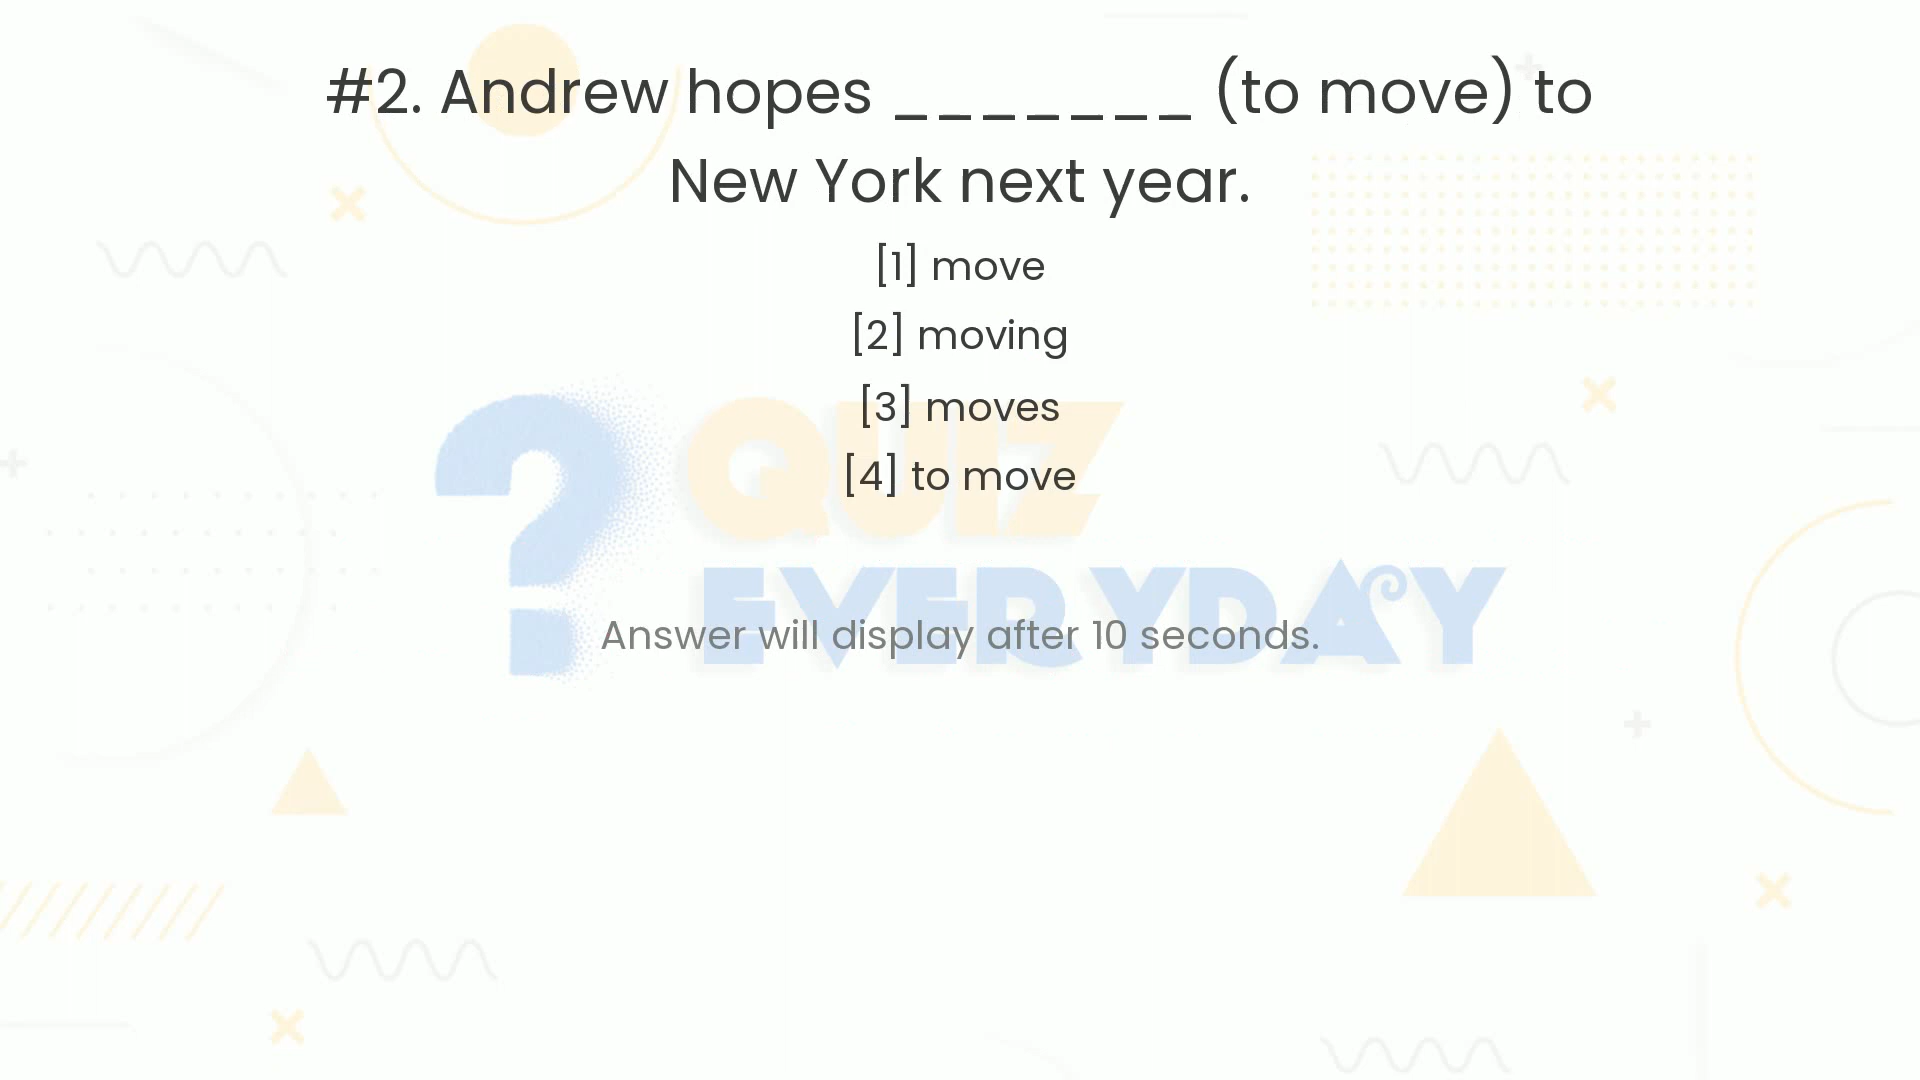 #2. Andrew hopes _______ (to move) to
New York next year.
[1] move
[2] moving
[3] moves
[4] to move
QUIZ
EVERYDAY
Answer will display after 10 seconds.